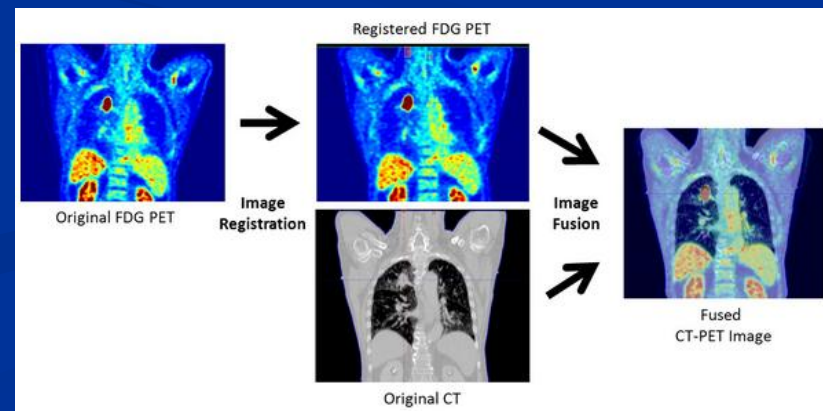 Registered FDG PET
Original FDG PET
Image
Registration
Image
Fusion
Original CT
Fused
CT-PET Image